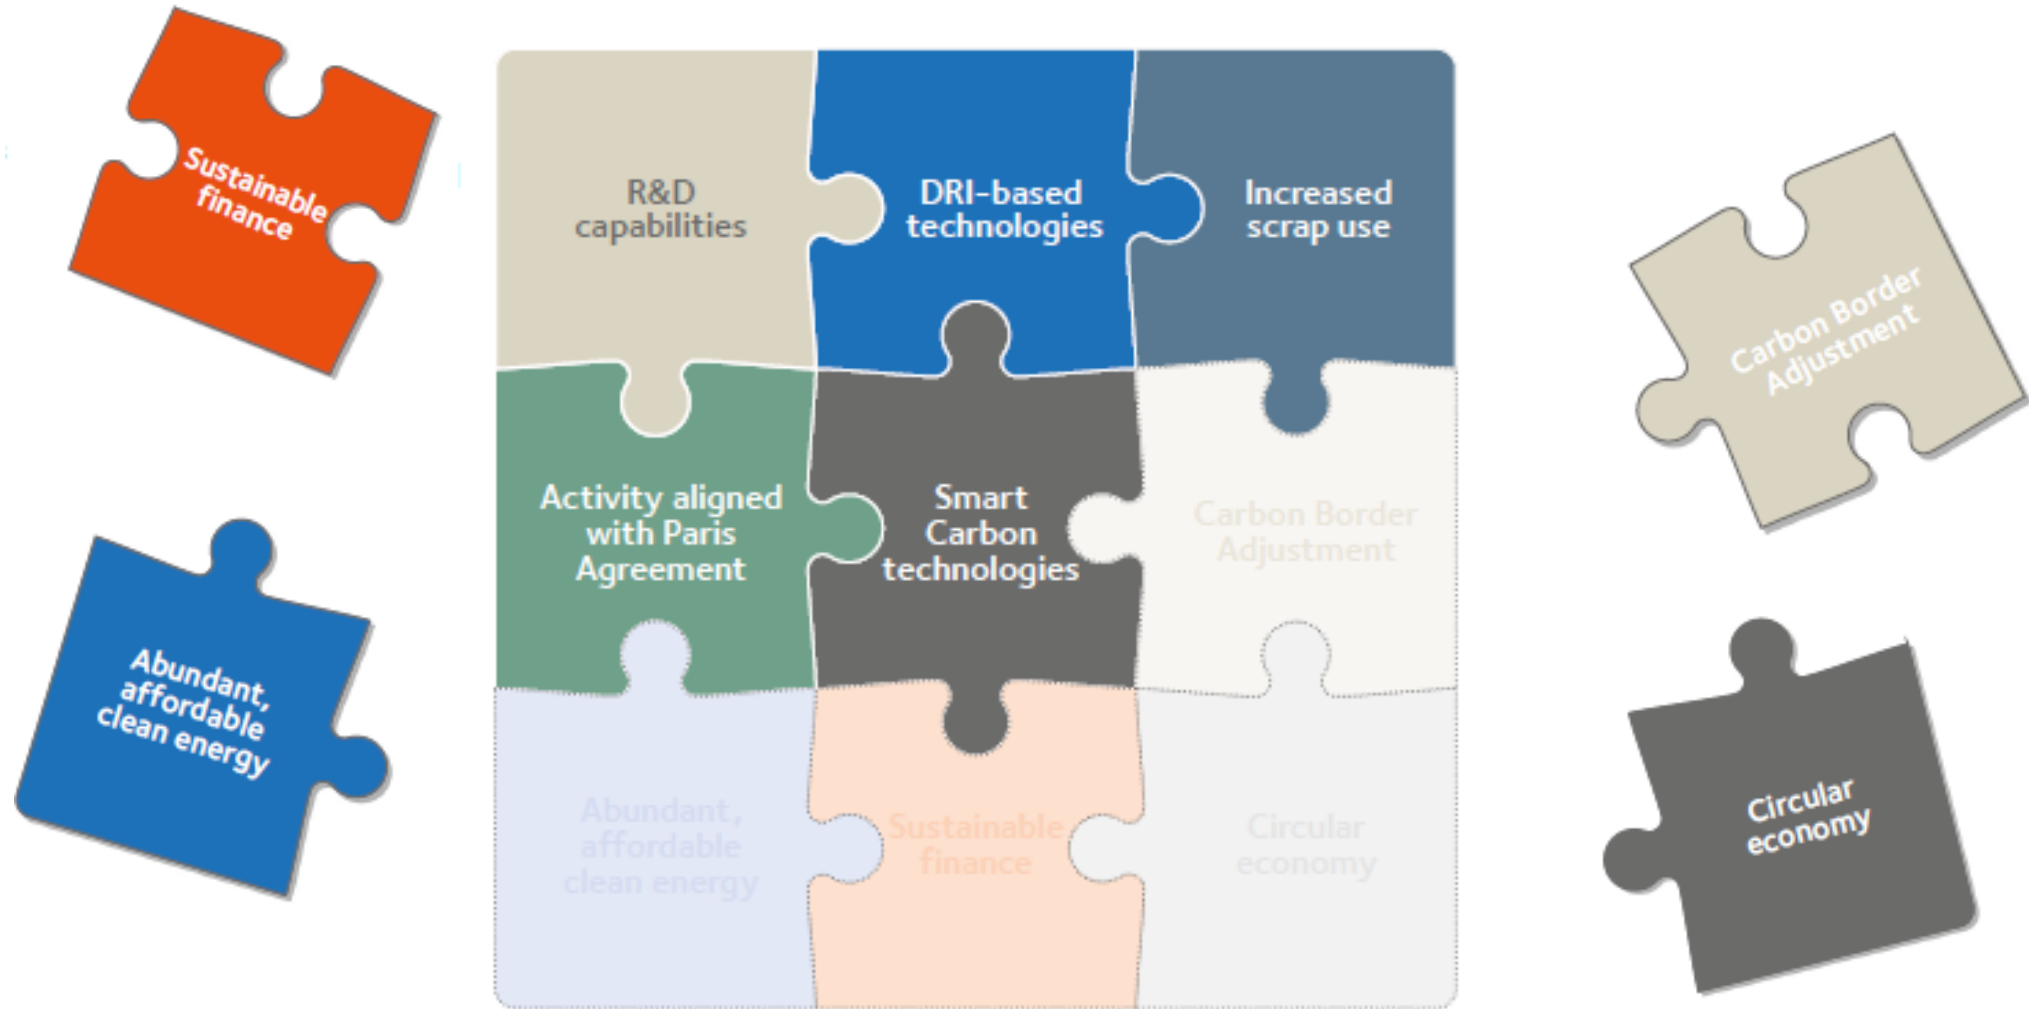 Sustainable
finance
R&D
capabilities
DRI-based
technologies
Increased
scrap use
Carbon Border
Adjustment
Activity aligned
with Paris
Agreement
Smart
Carbon
technologies
Carbon Border
Adjustment
Abundant,
affordable
clean energy
Abundant,
affordable
clean energy
Sustainable
finance
Circular
economy
Circular
economy